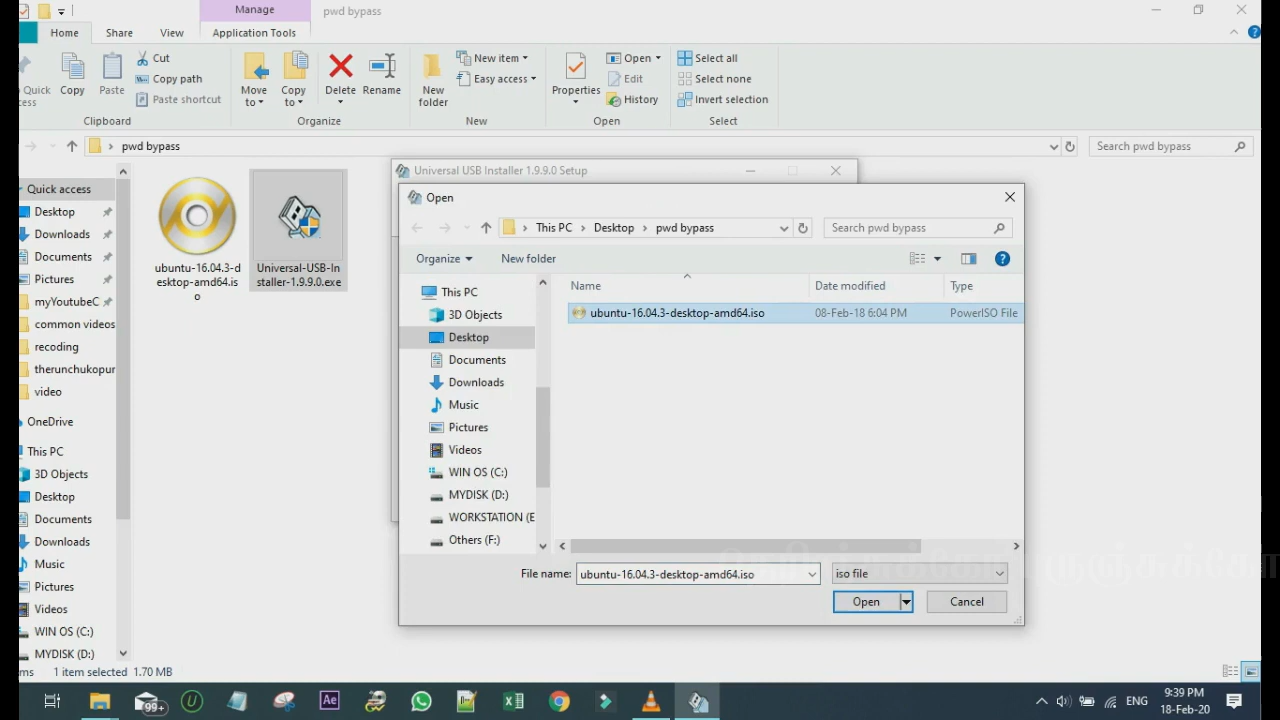 Manage
pwd bypass
Home
Share
View
Application Tools
Quick
cess
Copy
Paste
Cut
Copy path
Paste shortcut
Clipboard
Move
to
Copy
to
Delete
Rename
Organize
New
folder
New item
Easy access
New
Properties
Open
Edit
History
Open
Select all
Select none
Invert selection
Select
pwd bypass
Search pwd bypass
Quick access
Desktop
Downloads
Documents
Pictures
myYoutubeC
common videos
recoding
therunchukopur
video
OneDrive
This PC
3D Objects
Desktop
Documents
Downloads
Music
Pictures
Videos
WIN OS (C:)
MYDISK (D:)
ubuntu-16.04.3-d
esktop-amd64.is
o
Universal-USB-In
staller-1.9.9.0.exe
Universal USB Installer 1.9.9.0 Setup
Open
This PC
Desktop
pwd bypass
Search pwd bypass
Organize
New folder
This PC
3D Objects
Desktop
Documents
Downloads
Music
Pictures
Videos
WIN OS (C:)
MYDISK (D:)
WORKSTATION (E
Others (F:)
Name
Date modified
Type
ubuntu-16.04.3-desktop-amd64.iso
08-Feb-18 6:04 PM
PowerISO File
File name:
ubuntu-16.04.3-desktop-amd64.iso
iso file
Open
Cancel
ms
1 item selected
1.70 MB
99+
Ae
ENG
9:39 PM
18-Feb-20